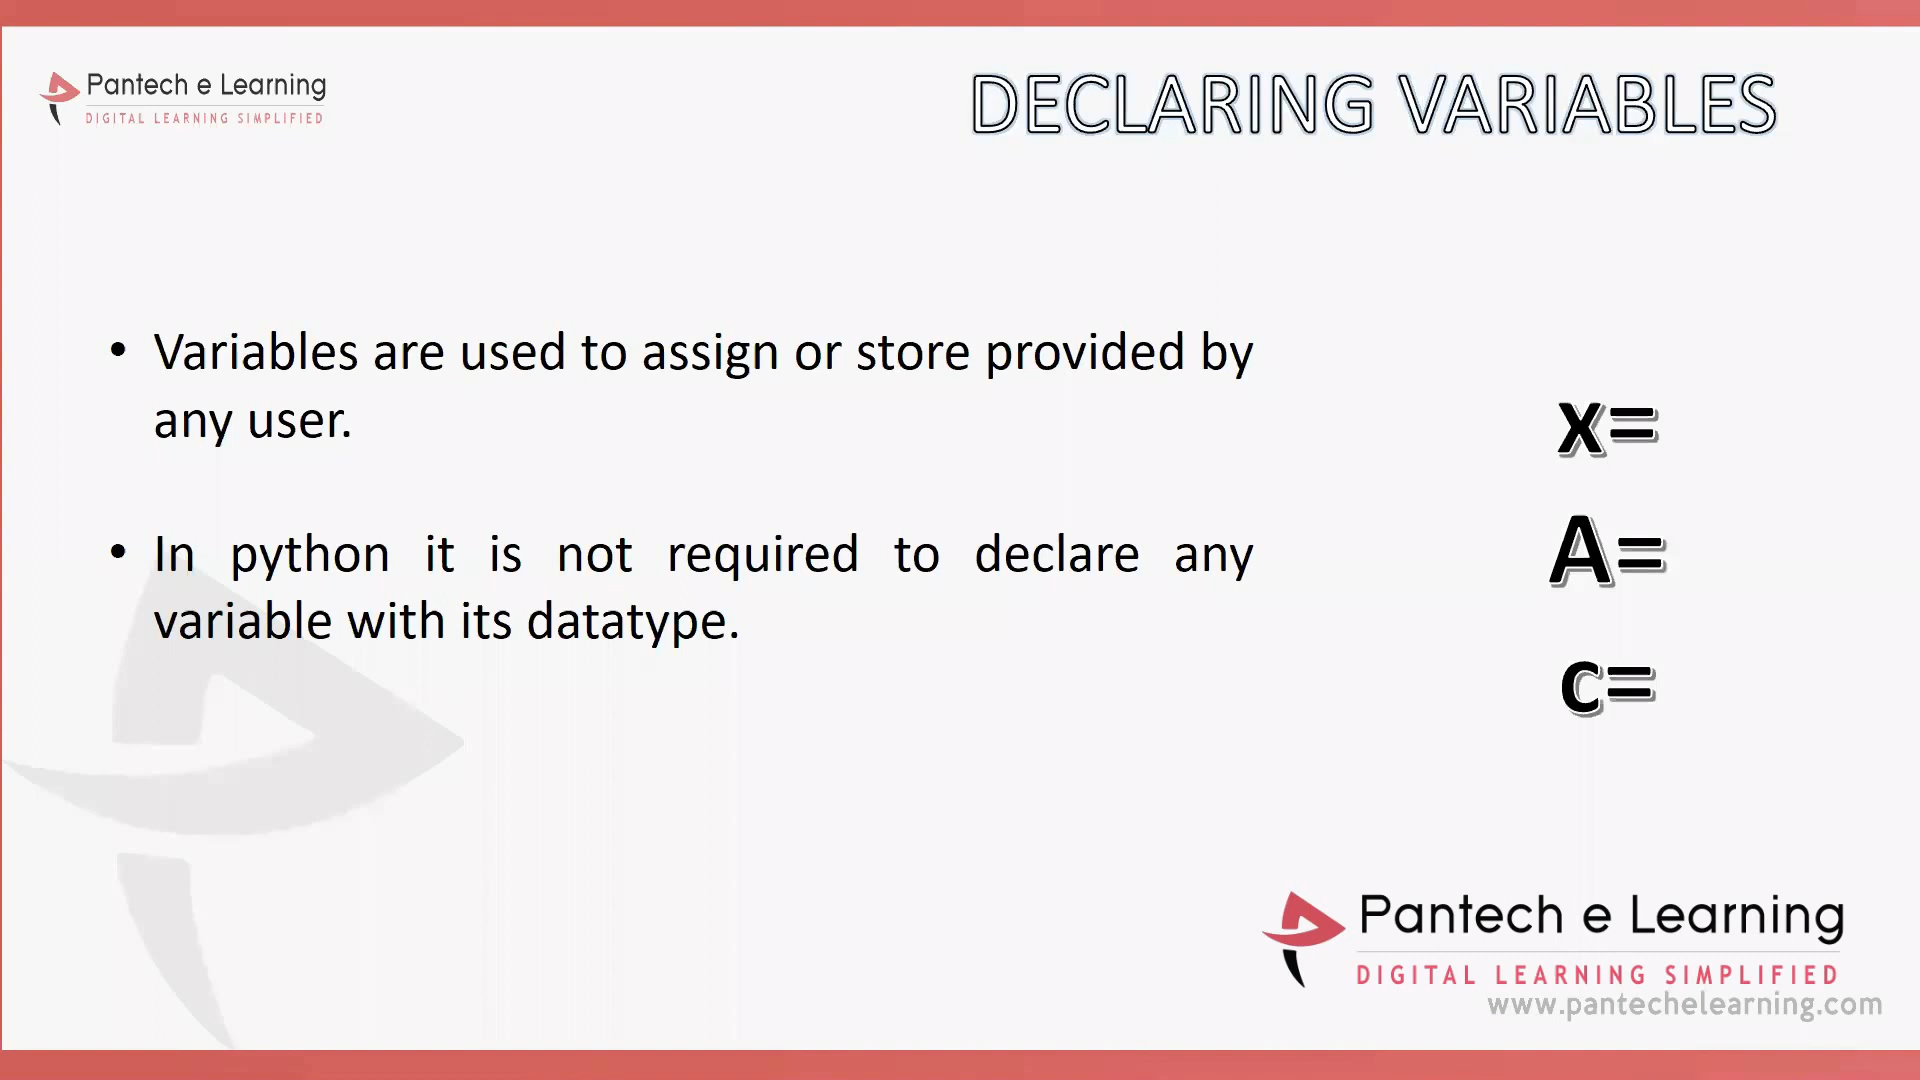 Pantech e Learning
DIGITAL LEARNING SIMPLIFIED
DECLARING VARIABLES
• Variables are used to assign or store provided by
any user.
• In python it is not required to declare any
variable with its datatype.
x=
A=
c=
Pantech e Learning
DIGITAL LEARNING SIMPLIFIED
www.pantechelearning.com